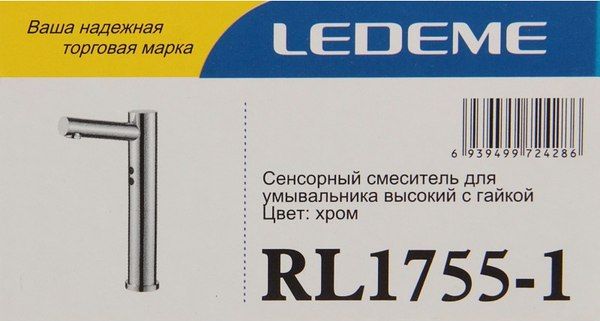 Ваша надежная
торговая марка
LEDEME
6 939499 724286
Сенсорный смеситель для
умывальника высокий с гайкой
Цвет: хром
RL1755-1